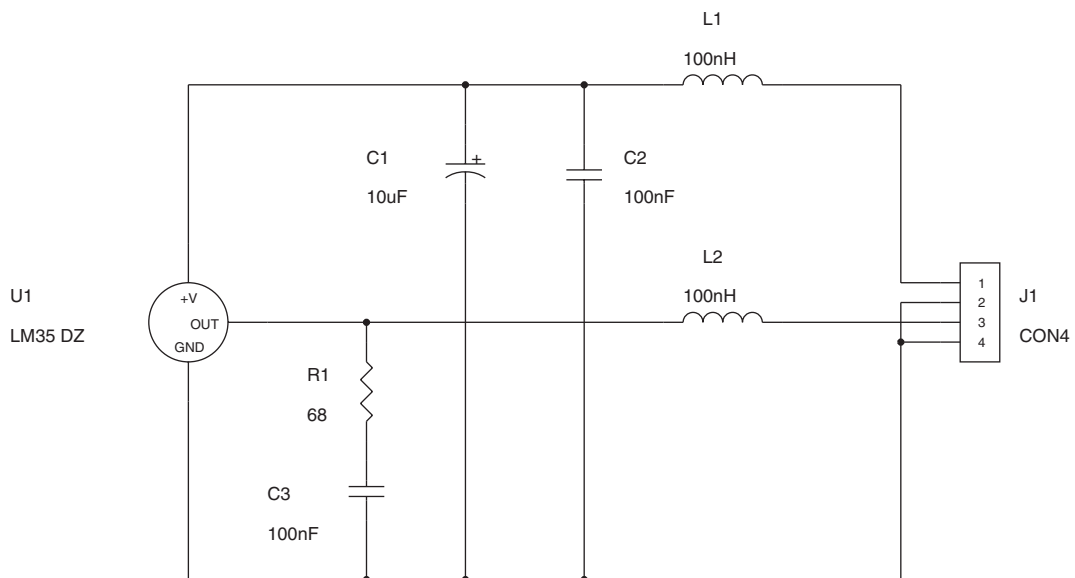 L1
100nH
C1
+
10uF
C2
100nF
L2
100nH
U1
LM35 DZ
+V
OUT
GND
1
2
3
4
J1
CON4
R1
68
C3
100nF